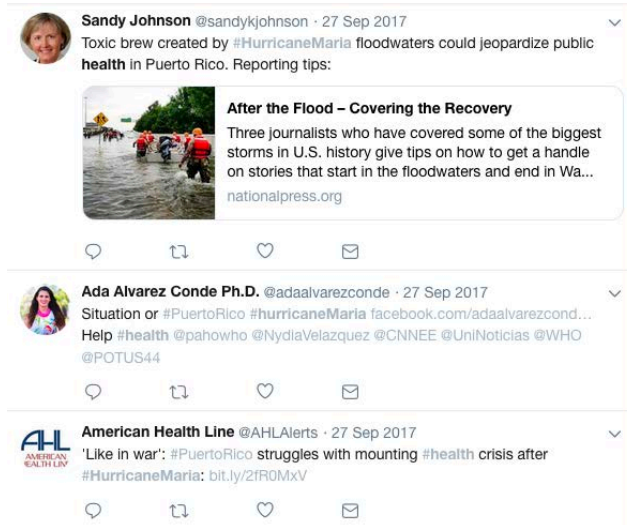 Sandy Johnson @sandykjohnson · 27 Sep 2017
Toxic brew created by #HurricaneMaria floodwaters could jeopardize public
health in Puerto Rico. Reporting tips:
After the Flood – Covering the Recovery
Three journalists who have covered some of the biggest
storms in U.S. history give tips on how to get a handle
on stories that start in the floodwaters and end in Wa...
nationalpress.org
Ada Alvarez Conde Ph.D. @adaalvarezconde · 27 Sep 2017
Situation or #PuertoRico #hurricaneMaria facebook.com/adaalvarezcond...
Help #health @pahowho @NydiaVelazquez @CNNEE @UniNoticias @WHO
@POTUS44
AHL
AMERICAN
EALTH LIN
American Health Line @AHLAlerts · 27 Sep 2017
'Like in war': #PuertoRico struggles with mounting #health crisis after
#HurricaneMaria: bit.ly/2fR0MxV